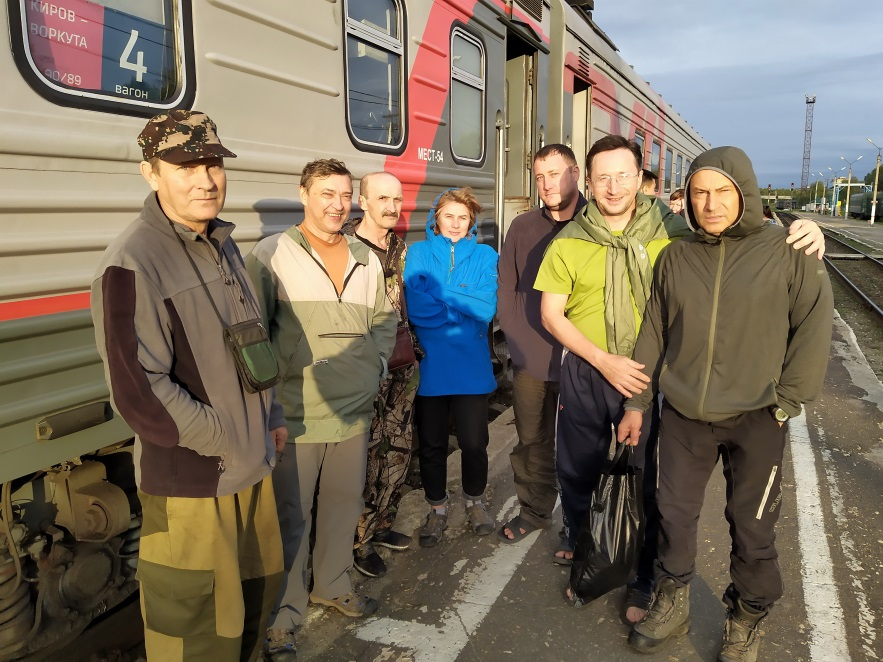 КИРОВ –
ВОРКУТА
90/89
4
вагон
МЕСТ-54